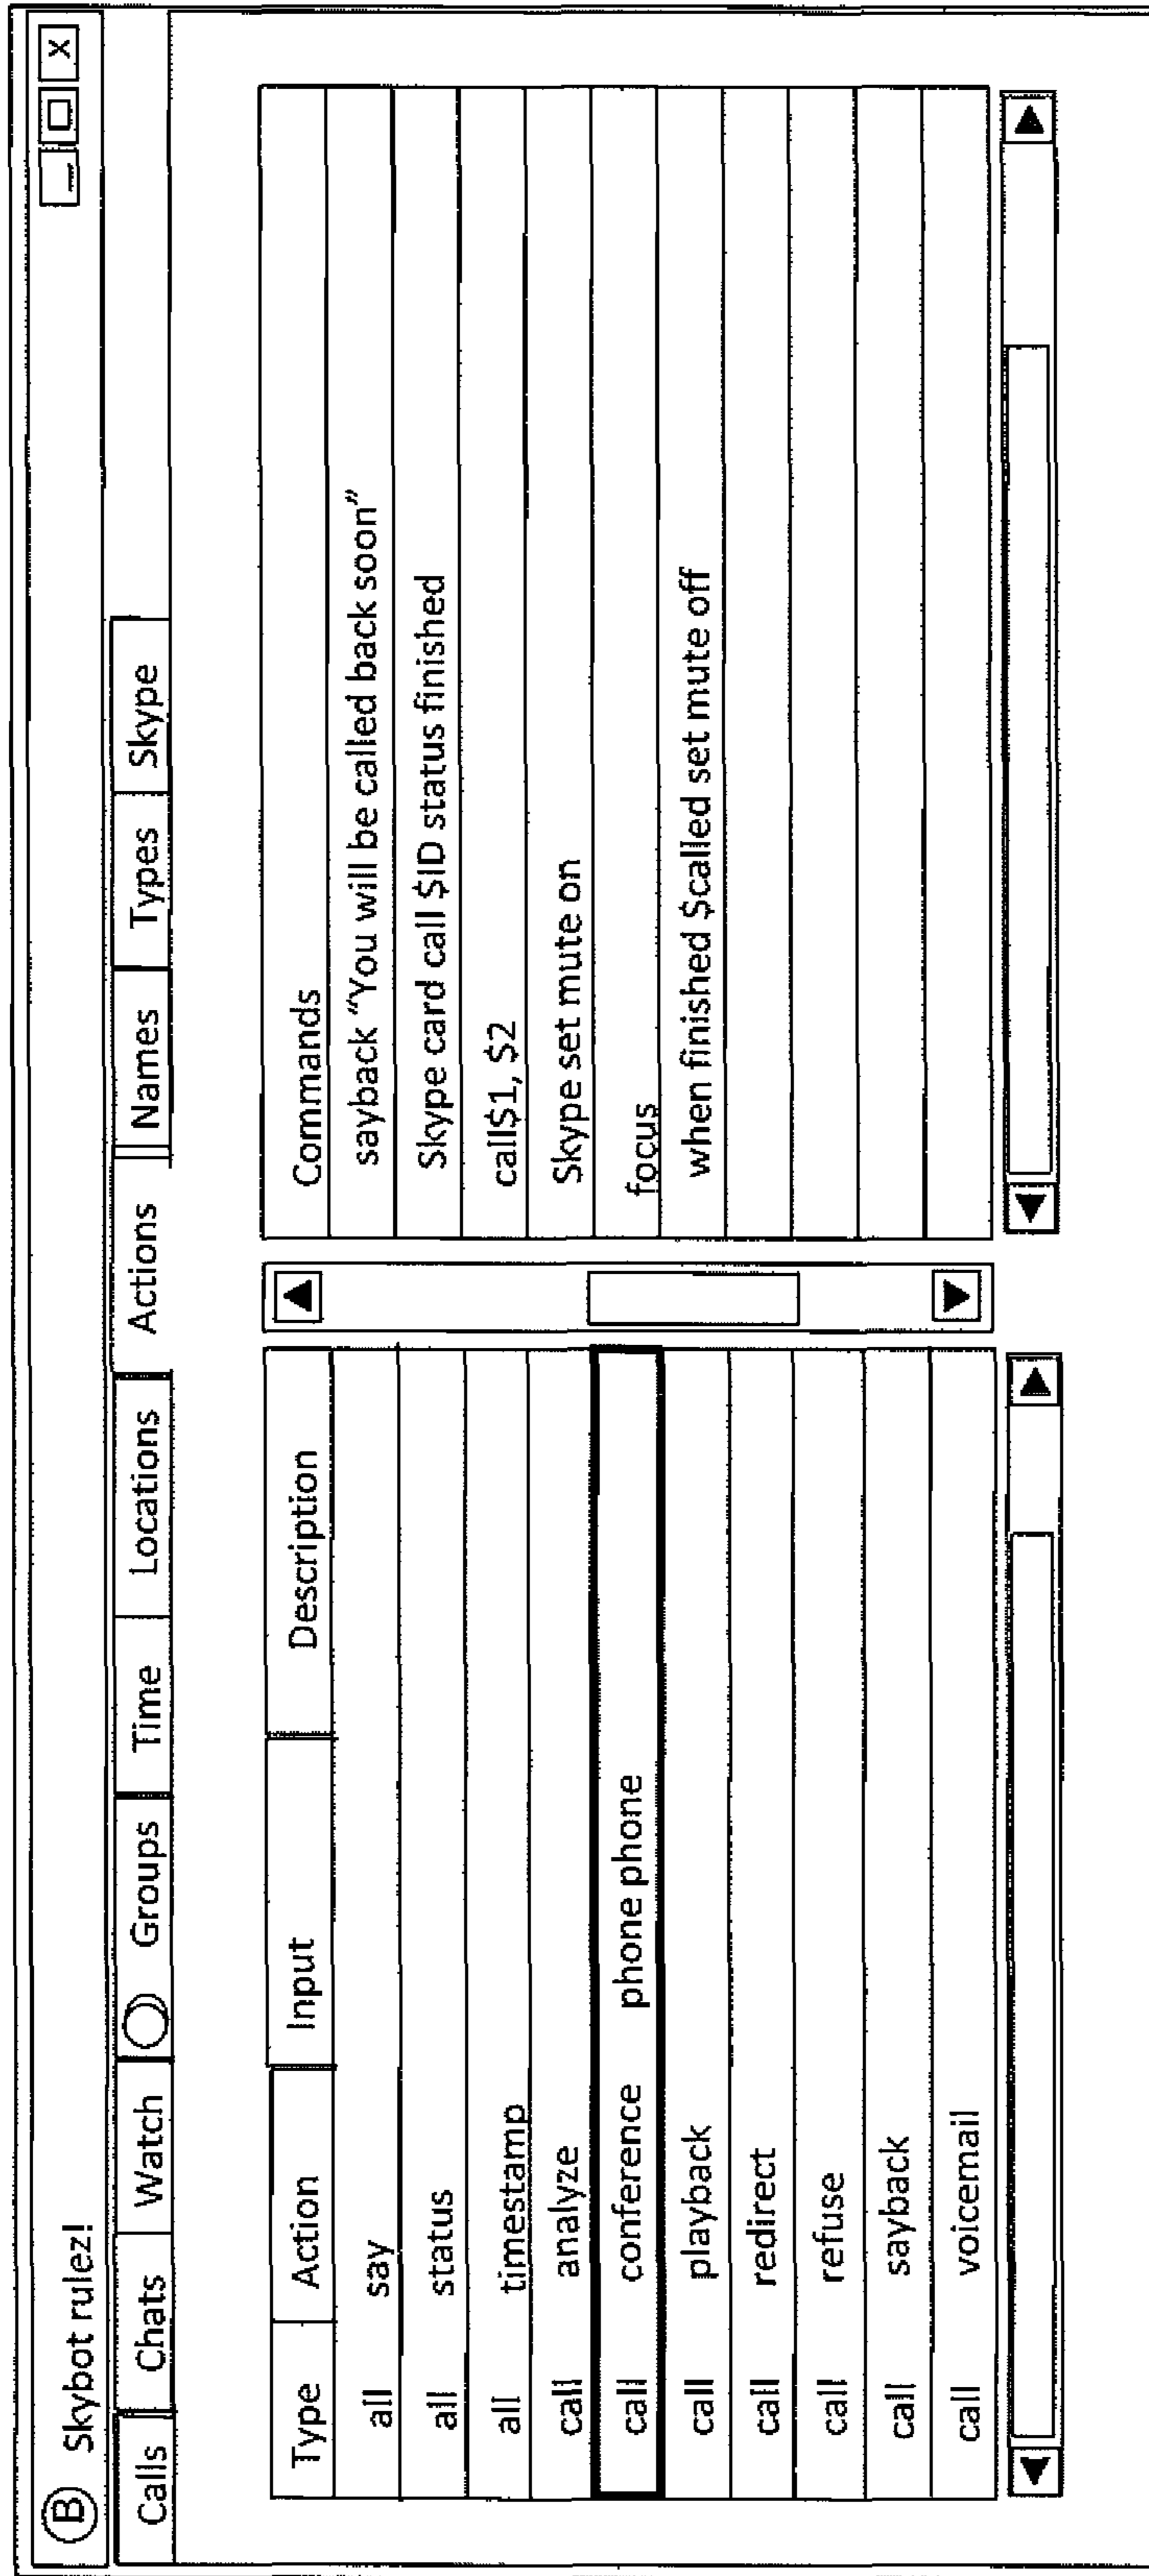 B Skybot rulez! _ □ X
Calls Chats Watch Groups Time Locations Actions Names Types Skype
Type Action Input Description
all say
all status
all timestamp
call analyze
call conference phone phone
call playback
call redirect
call refuse
call sayback
call voicemail
Commands
sayback “You will be called back soon”
Skype card call $ID status finished
call$1, $2
Skype set mute on
focus
when finished $called set mute off